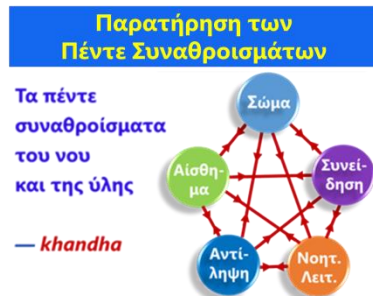 Παρατήρηση των
Πέντε Συναθροισμάτων
Τα πέντε
συναθροίσματα
του νου
και της ύλης
— khandha
Σώμα
Συνεί-
δηση
Νοητ.
Λειτ.
Αντί-
ληψη
Αίσθη-
μα